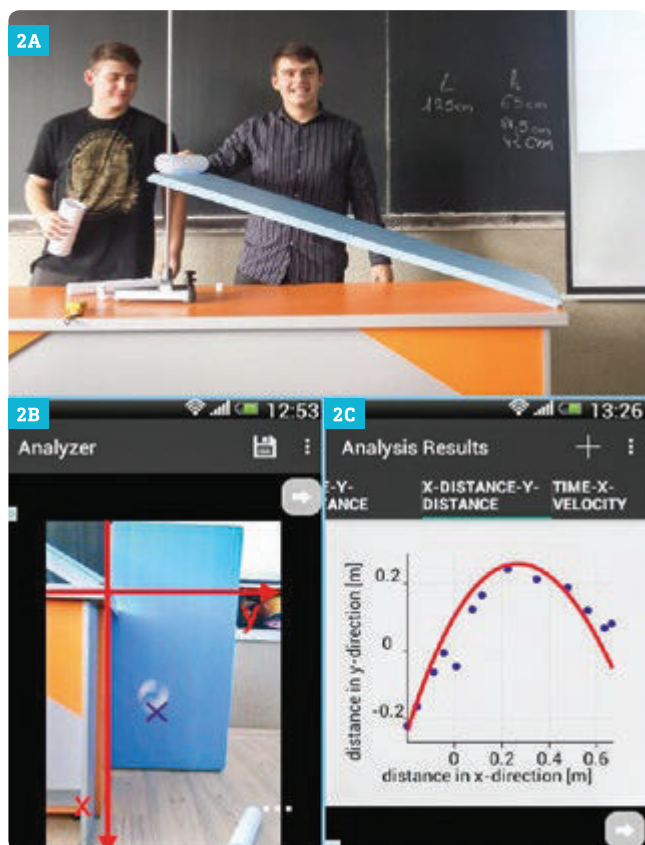 2A
L h
125cm 65cm
2B
12:53
2C
13:26
Analyzer
Analysis Results
X-DISTANCE-Y-
DISTANCE
TIME-X-
VELOCITY
E-Y-
ANCE
Y
X
distance in y-direction [m]
0.2
0
-0.2
0 0.2 0.4 0.6
distance in x-direction [m]